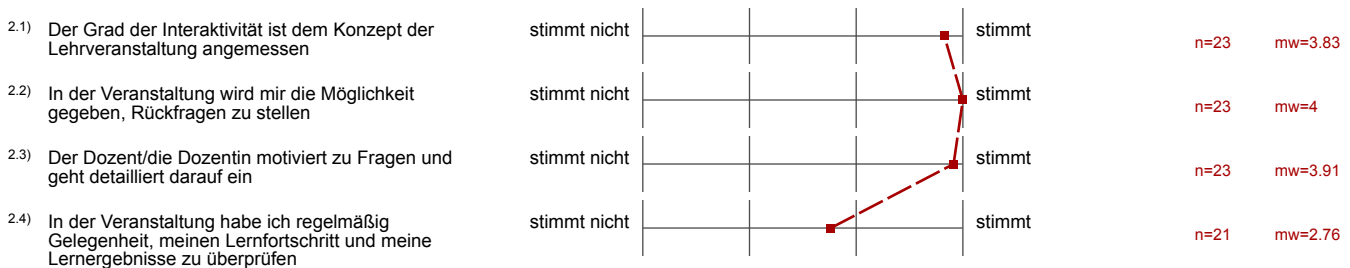 2.1) Der Grad der Interaktivität ist dem Konzept der
Lehrveranstaltung angemessen
stimmt nicht
stimmt
n=23
mw=3.83
2.2) In der Veranstaltung wird mir die Möglichkeit
gegeben, Rückfragen zu stellen
stimmt nicht
stimmt
n=23
mw=4
2.3) Der Dozent/die Dozentin motiviert zu Fragen und
geht detailliert darauf ein
stimmt nicht
stimmt
n=23
mw=3.91
2.4) In der Veranstaltung habe ich regelmäßig
Gelegenheit, meinen Lernfortschritt und meine
Lernergebnisse zu überprüfen
stimmt nicht
stimmt
n=21
mw=2.76